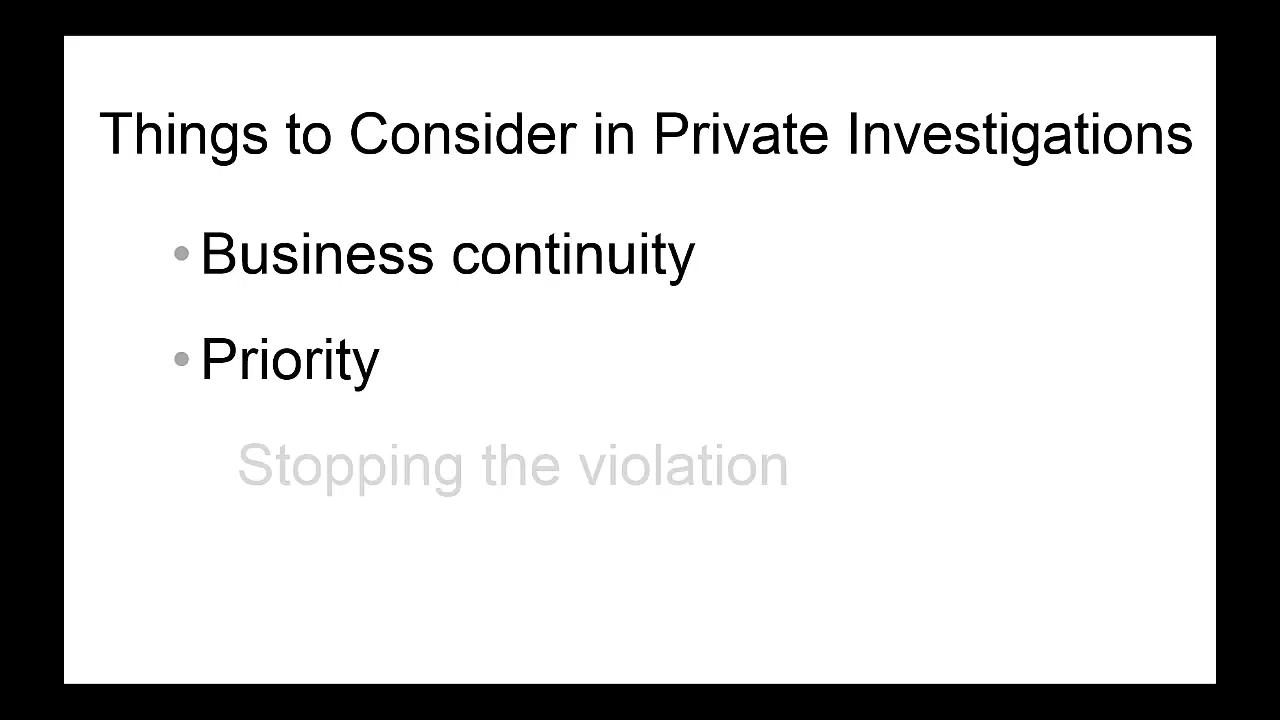 Things to Consider in Private Investigations
• Business continuity
• Priority
Stopping the violation